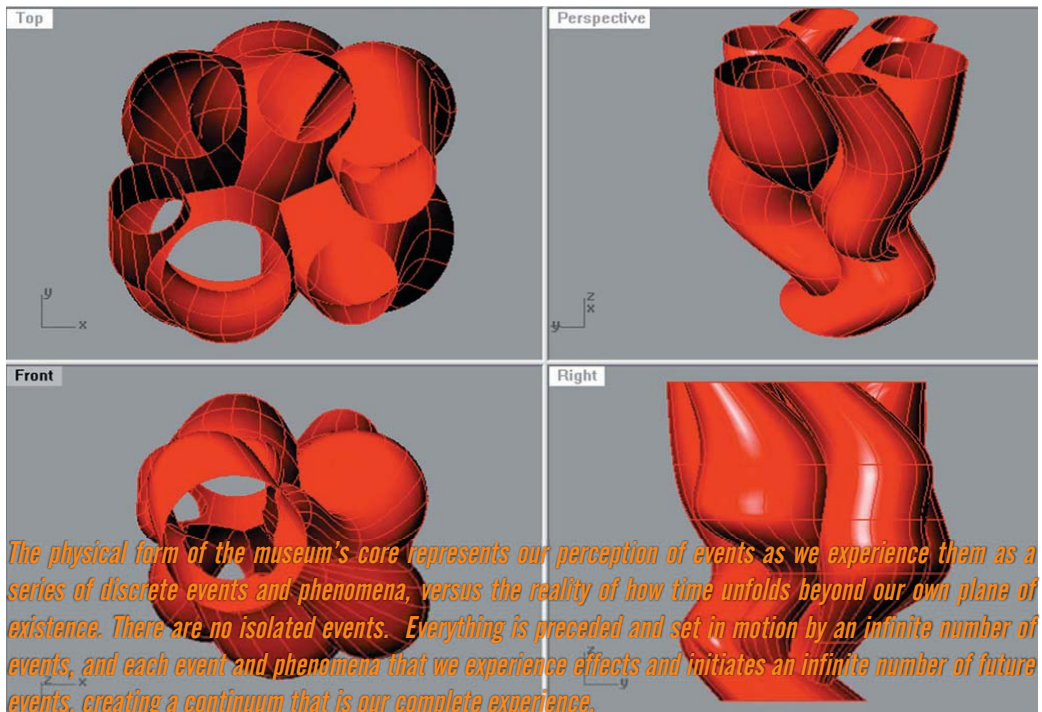 Top
Perspective
y
x
z
x
y
Front
Right
The physical form of the museum's core represents our perception of events as we experience them as a
series of discrete events and phenomena, versus the reality of how time unfolds beyond our own plane of
existence. There are no isolated events. Everything is preceded and set in motion by an infinite number of
events, and each event and phenomena that we experience effects and initiates an infinite number of future
events, creating a continuum that is our complete experience.
z
x
z
y